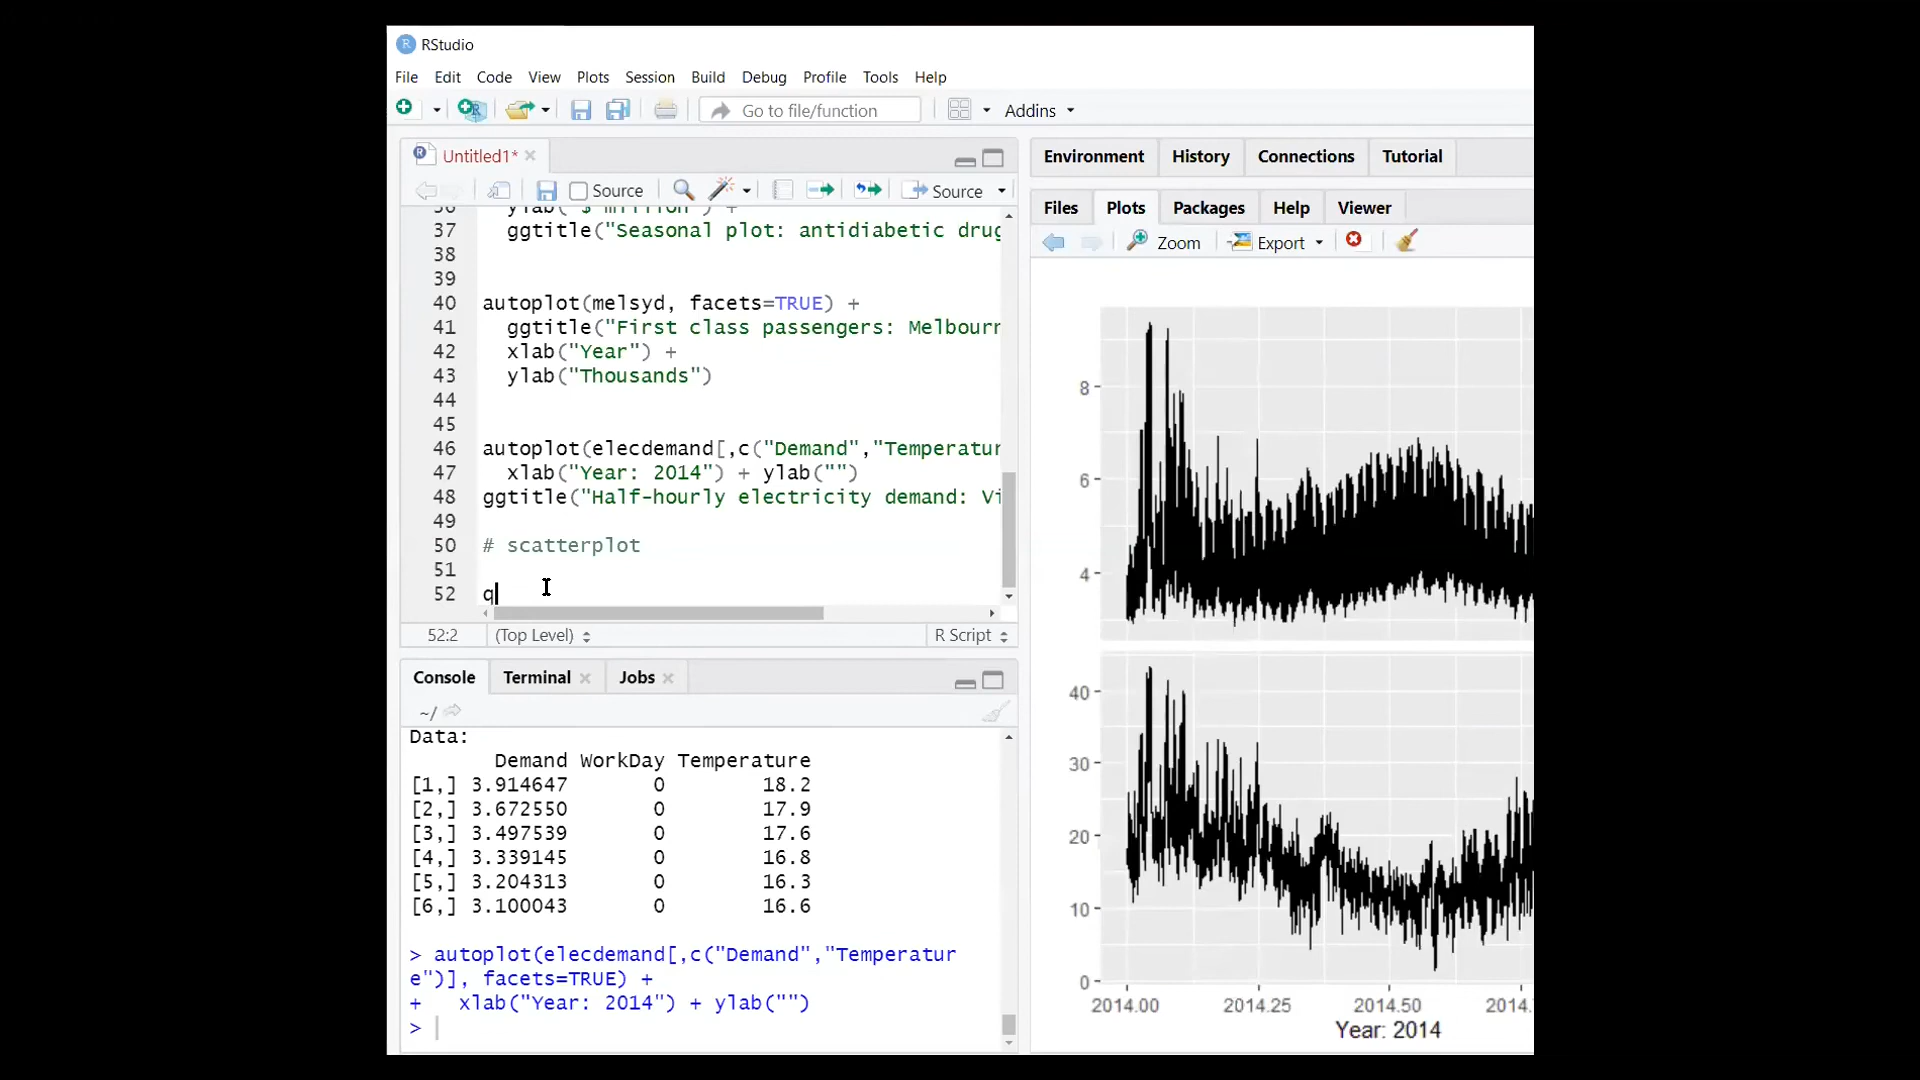 RStudio
File Edit Code View Plots Session Build Debug Profile Tools Help
Go to file/function Addins
Untitled1*
Source Source
36 ylab("$ million") +
37 ggtitle("Seasonal plot: antidiabetic drug
38
39
40 autoplot(melsyd, facets=TRUE) +
41 ggtitle("First class passengers: Melbourn
42 xlab("Year") +
43 ylab("Thousands")
44
45
46 autoplot(elecdemand[,c("Demand","Temperatur
47 xlab("Year: 2014") + ylab("")
48 ggtitle("Half-hourly electricity demand: Vi
49
50 # scatterplot
51
52 q
52:2 (Top Level) R Script
Console Terminal Jobs
~/
Data:
Demand WorkDay Temperature
[1,] 3.914647 0 18.2
[2,] 3.672550 0 17.9
[3,] 3.497539 0 17.6
[4,] 3.339145 0 16.8
[5,] 3.204313 0 16.3
[6,] 3.100043 0 16.6
> autoplot(elecdemand[,c("Demand","Temperatur
e")], facets=TRUE) +
+ xlab("Year: 2014") + ylab("")
>
Environment History Connections Tutorial
Files Plots Packages Help Viewer
Zoom Export
8
6
4
40
30
20
10
0
2014.00 2014.25 2014.50 2014.
Year: 2014